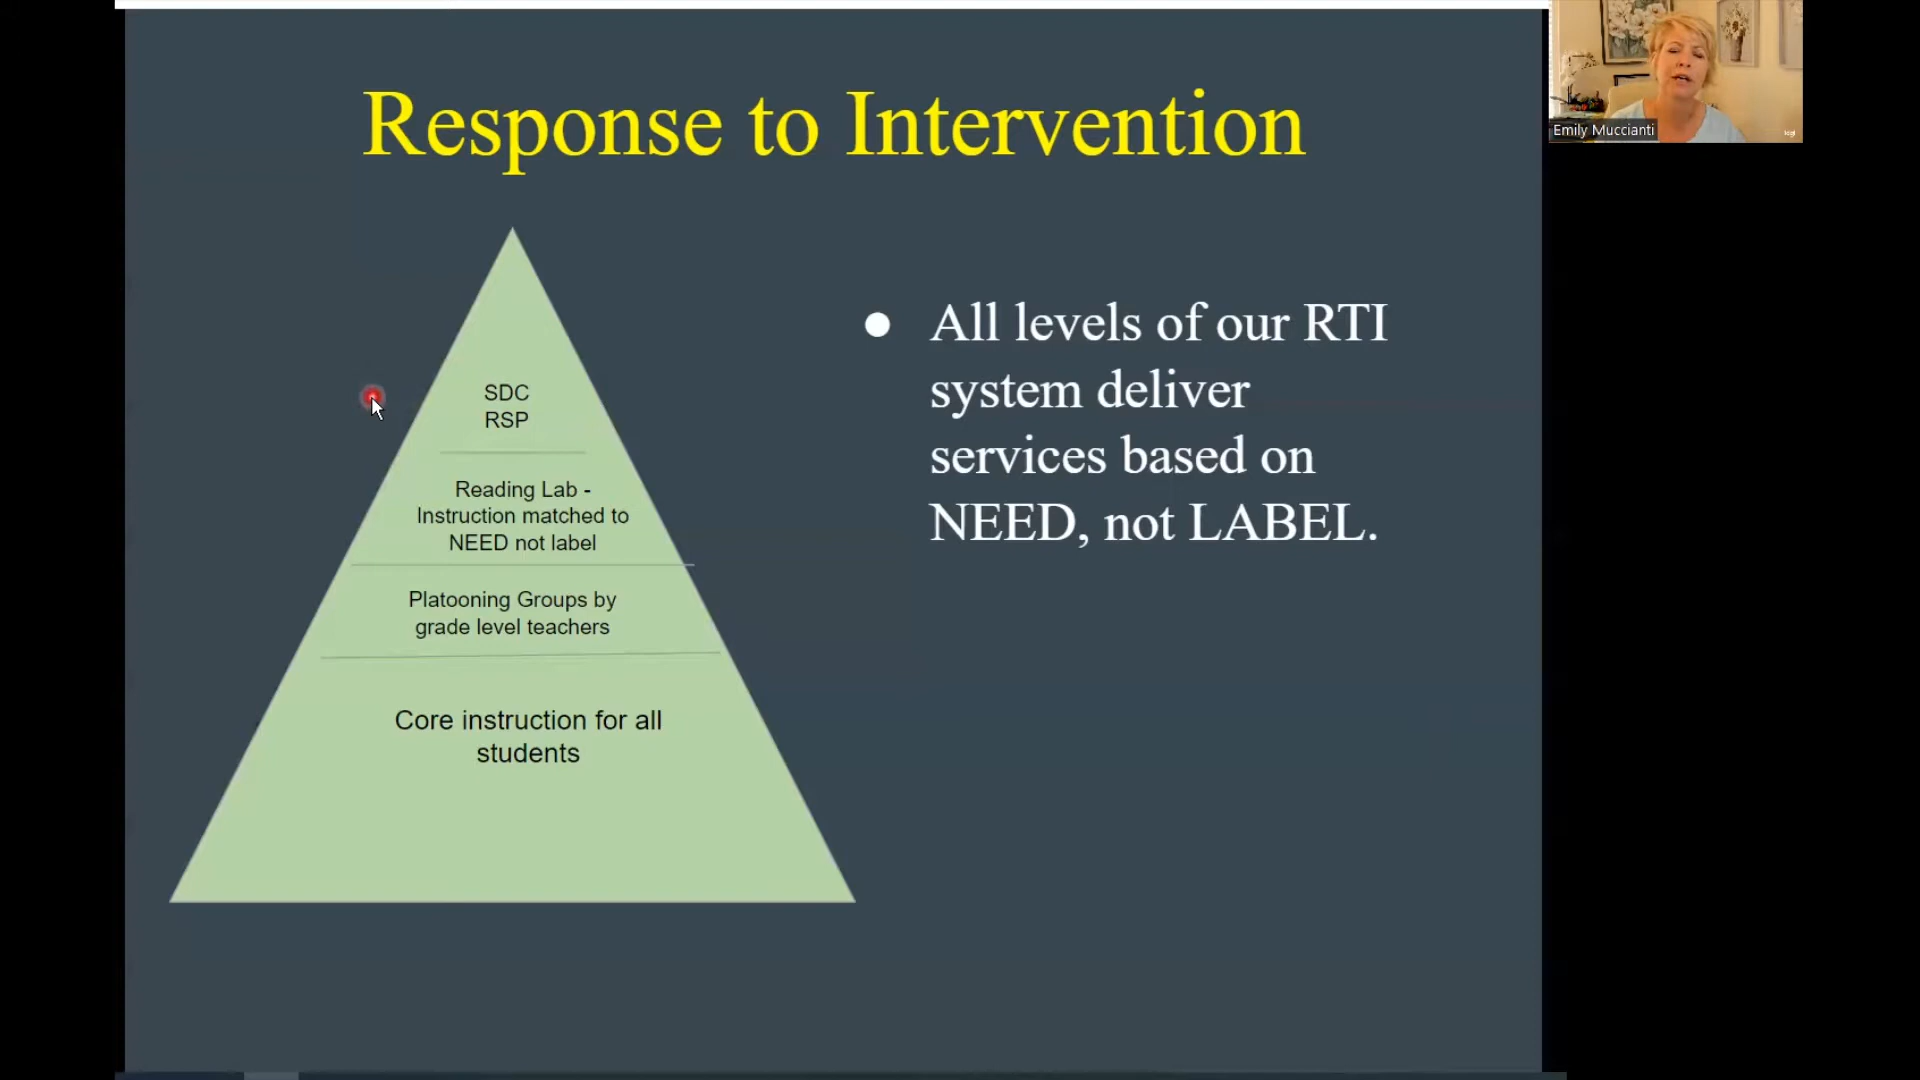 Response to Intervention
SDC
RSP
Reading Lab -
Instruction matched to
NEED not label
Platooning Groups by
grade level teachers
Core instruction for all
students
● All levels of our RTI
system deliver
services based on
NEED, not LABEL.
Emily Muccianti